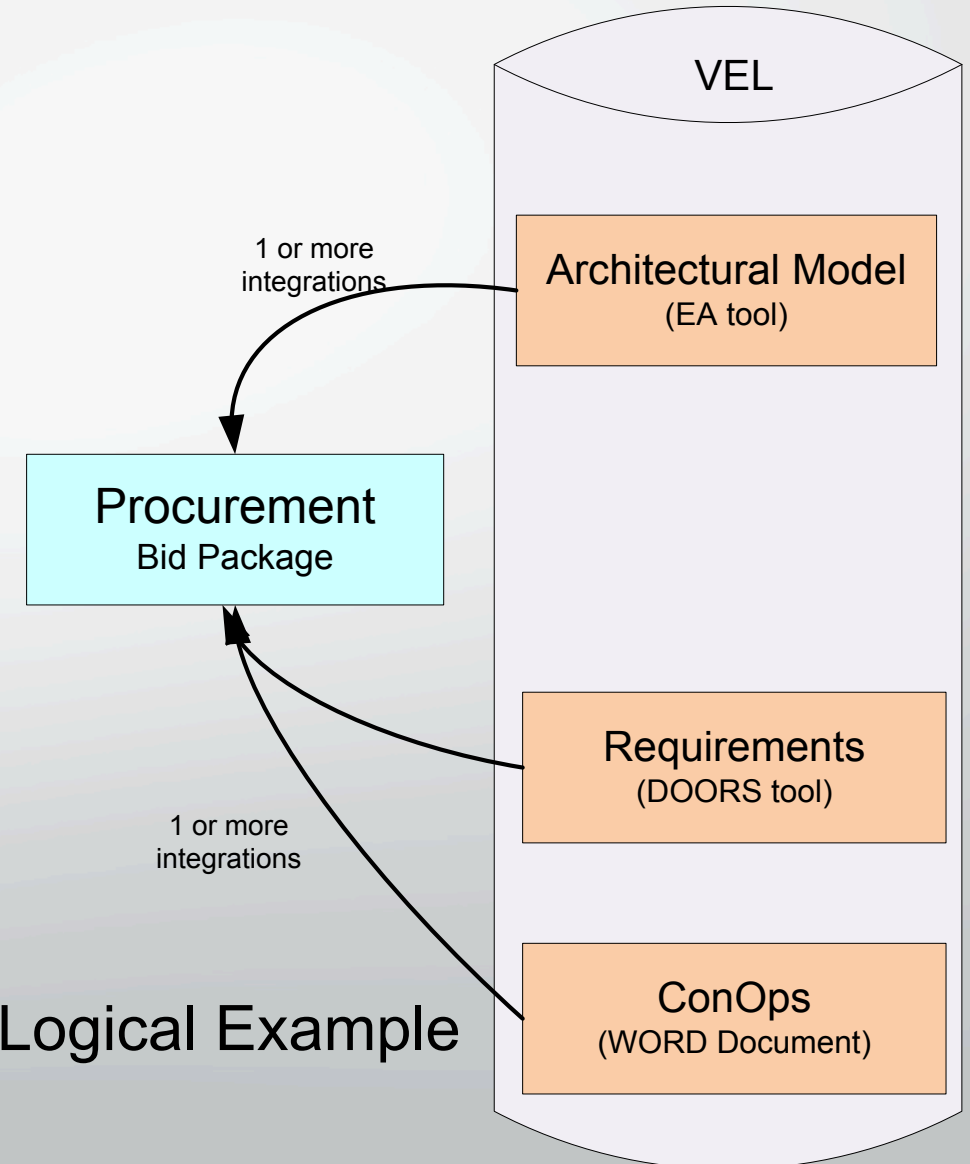 VEL
1 or more
integrations
Architectural Model
(EA tool)
Procurement
Bid Package
Requirements
(DOORS tool)
1 or more
integrations
ConOps
(WORD Document)
Logical Example